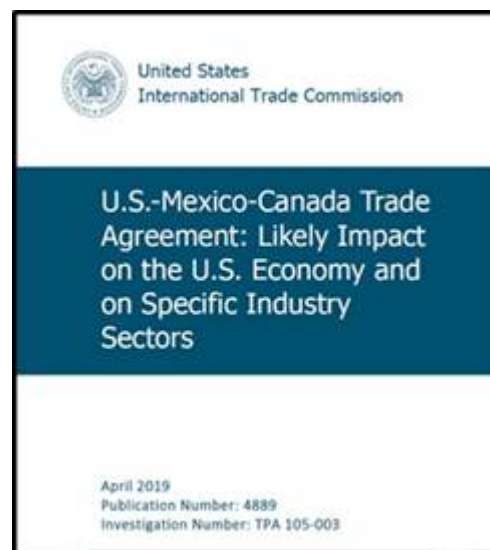 United States
International Trade Commission
U.S.-Mexico-Canada Trade
Agreement: Likely Impact
on the U.S. Economy and
on Specific Industry
Sectors
April 2019
Publication Number: 4889
Investigation Number: TPA 105-003